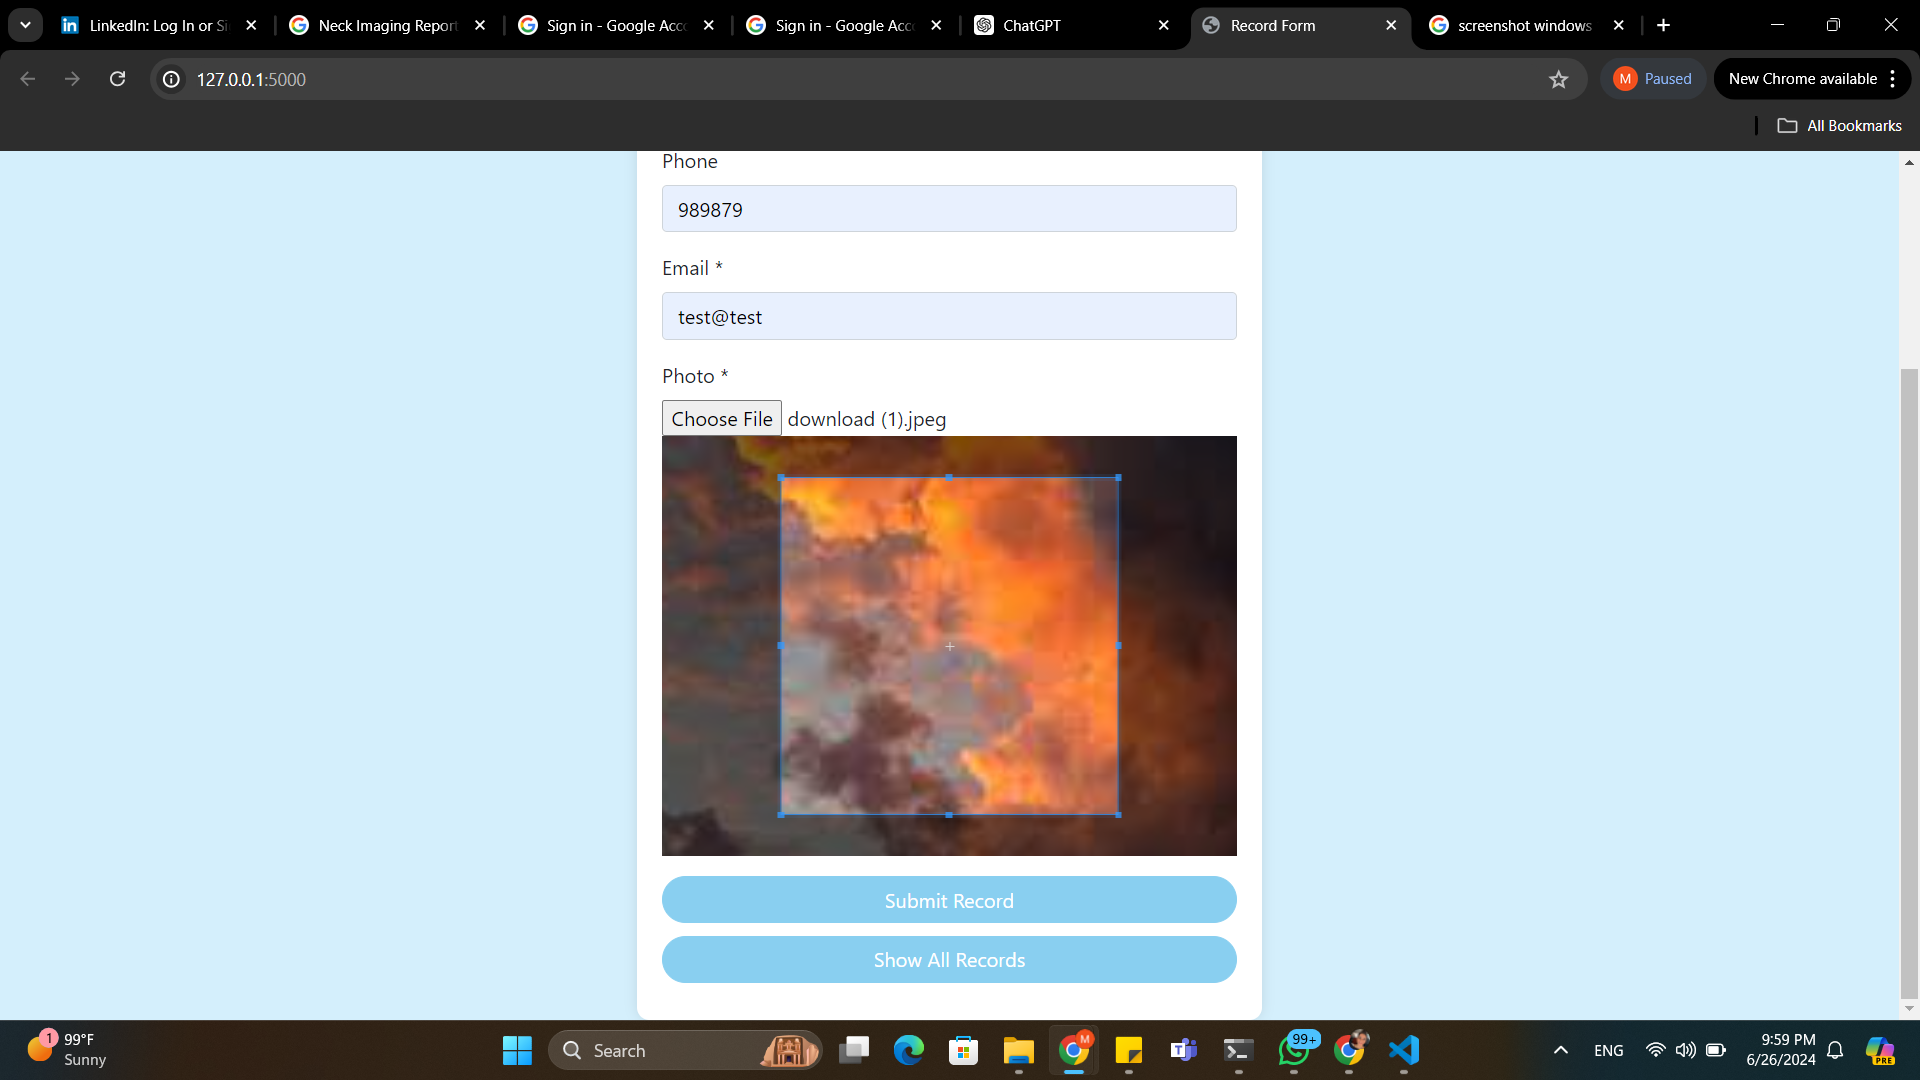 LinkedIn: Log In or Si
Neck Imaging Report
Sign in - Google Acc
Sign in - Google Acc
ChatGPT
Record Form
screenshot windows
127.0.0.1:5000
M Paused
New Chrome available
All Bookmarks
Phone
989879
Email *
test@test
Photo *
Choose File download (1).jpeg
Submit Record
Show All Records
1
99°F
Sunny
Search
M
99+
ENG
9:59 PM
6/26/2024
PRE